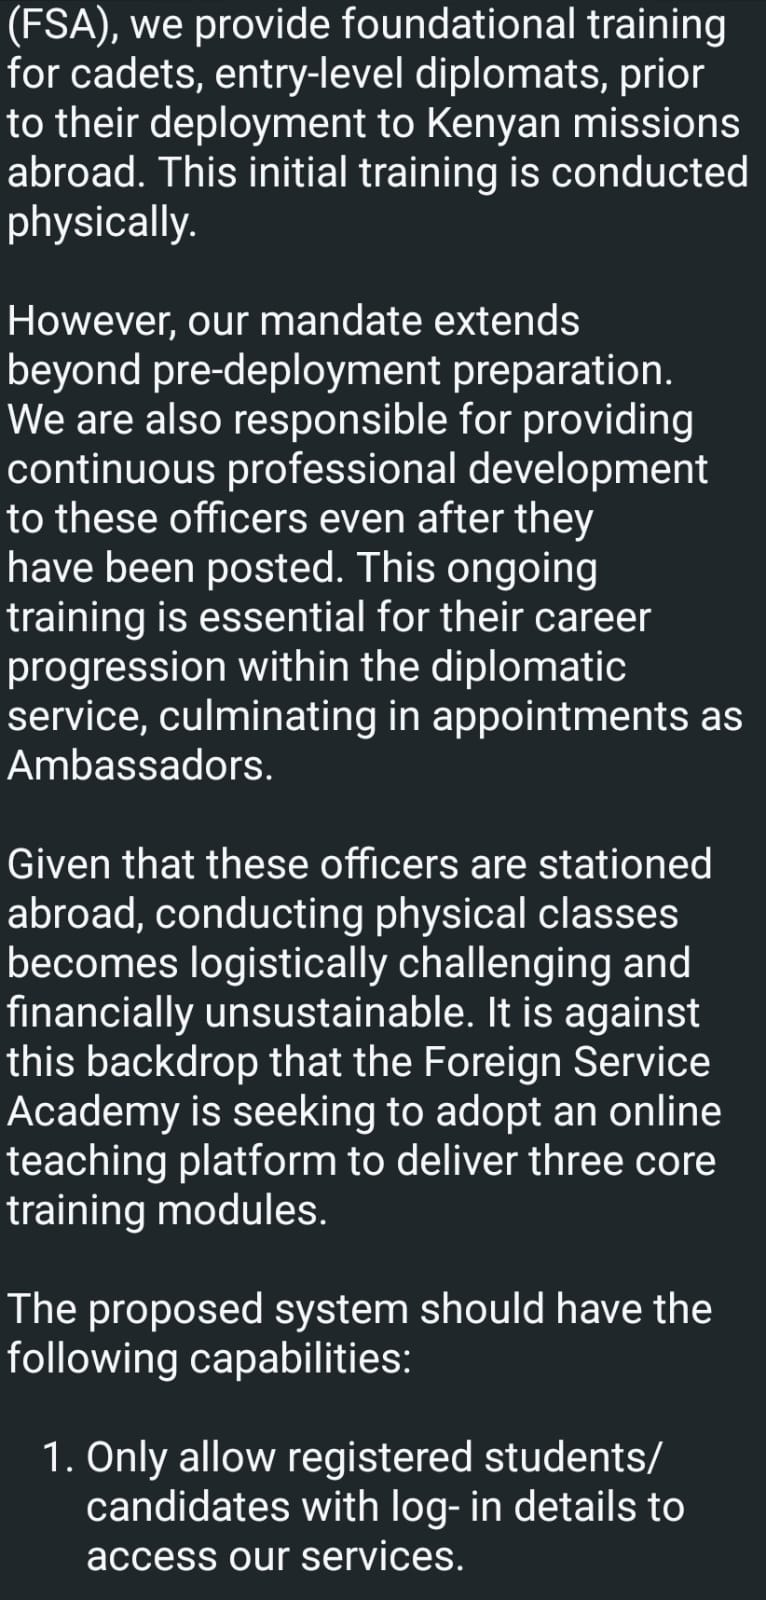 (FSA), we provide foundational training
for cadets, entry-level diplomats, prior
to their deployment to Kenyan missions
abroad. This initial training is conducted
physically.
However, our mandate extends
beyond pre-deployment preparation.
We are also responsible for providing
continuous professional development
to these officers even after they
have been posted. This ongoing
training is essential for their career
progression within the diplomatic
service, culminating in appointments as
Ambassadors.
Given that these officers are stationed
abroad, conducting physical classes
becomes logistically challenging and
financially unsustainable. It is against
this backdrop that the Foreign Service
Academy is seeking to adopt an online
teaching platform to deliver three core
training modules.
The proposed system should have the
following capabilities:
1. Only allow registered students/
candidates with log- in details to
access our services.